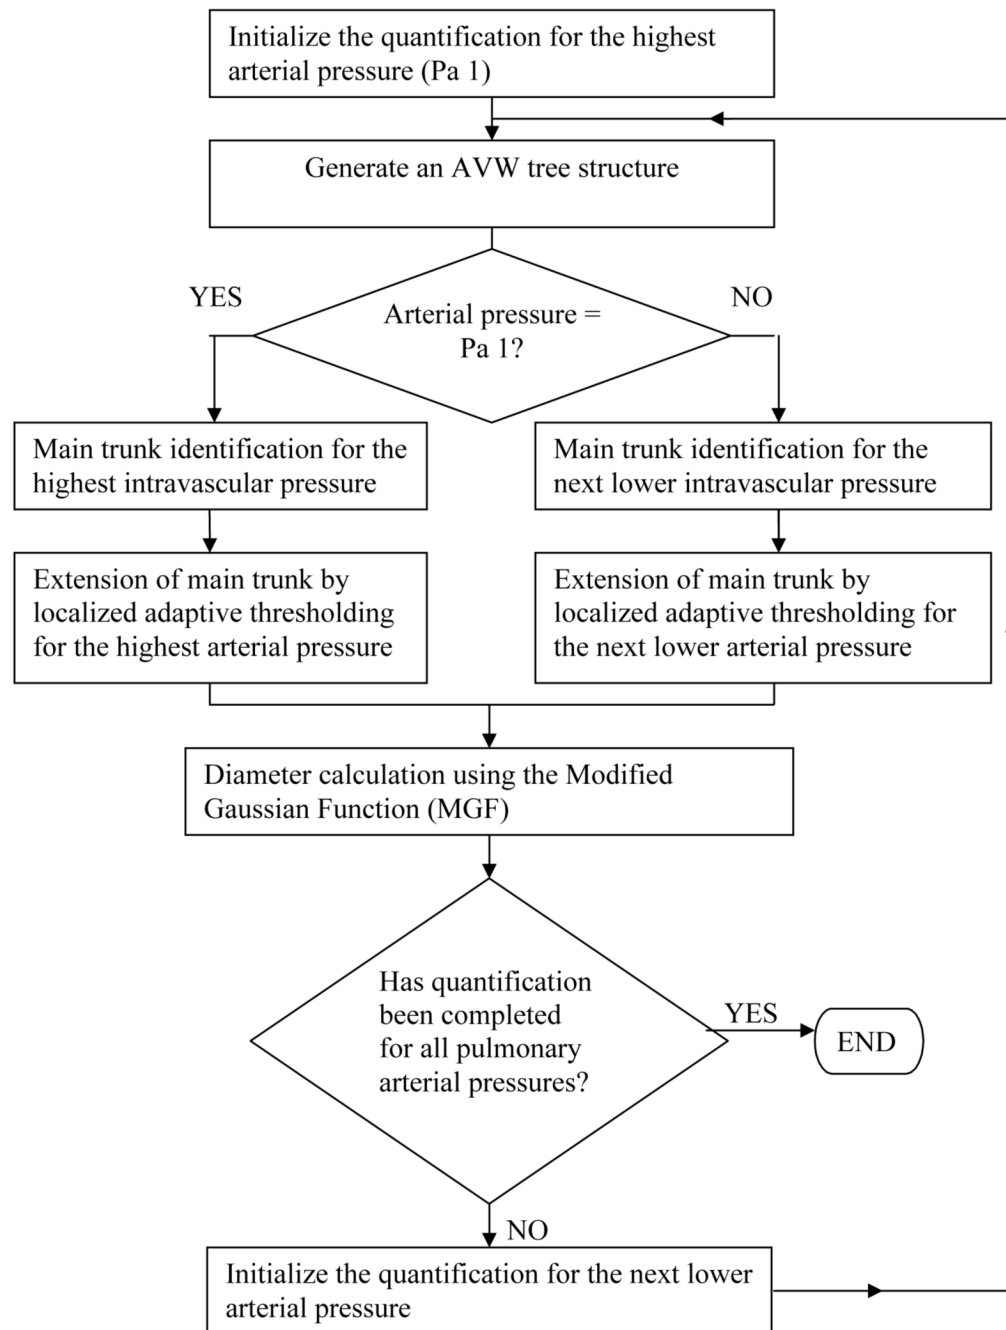 Initialize the quantification for the highest
arterial pressure (Pa 1)
Generate an AVW tree structure
YES
NO
Arterial pressure =
Pa 1?
Main trunk identification for the
highest intravascular pressure
Main trunk identification for the
next lower intravascular pressure
Extension of main trunk by
localized adaptive thresholding
for the highest arterial pressure
Extension of main trunk by
localized adaptive thresholding for
the next lower arterial pressure
Diameter calculation using the Modified
Gaussian Function (MGF)
Has quantification
been completed
for all pulmonary
arterial pressures?
YES
END
NO
Initialize the quantification for the next lower
arterial pressure